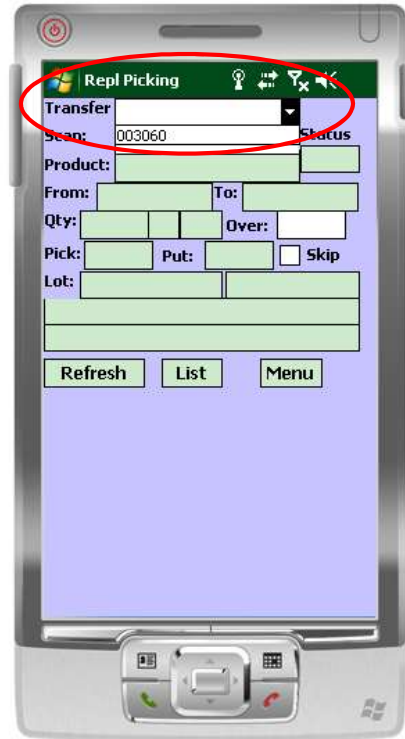 Repl Picking
Transfer
Scan: 003060 Status
Product:
From: To:
Qty: Over:
Pick: Put: Skip
Lot:
Refresh List Menu